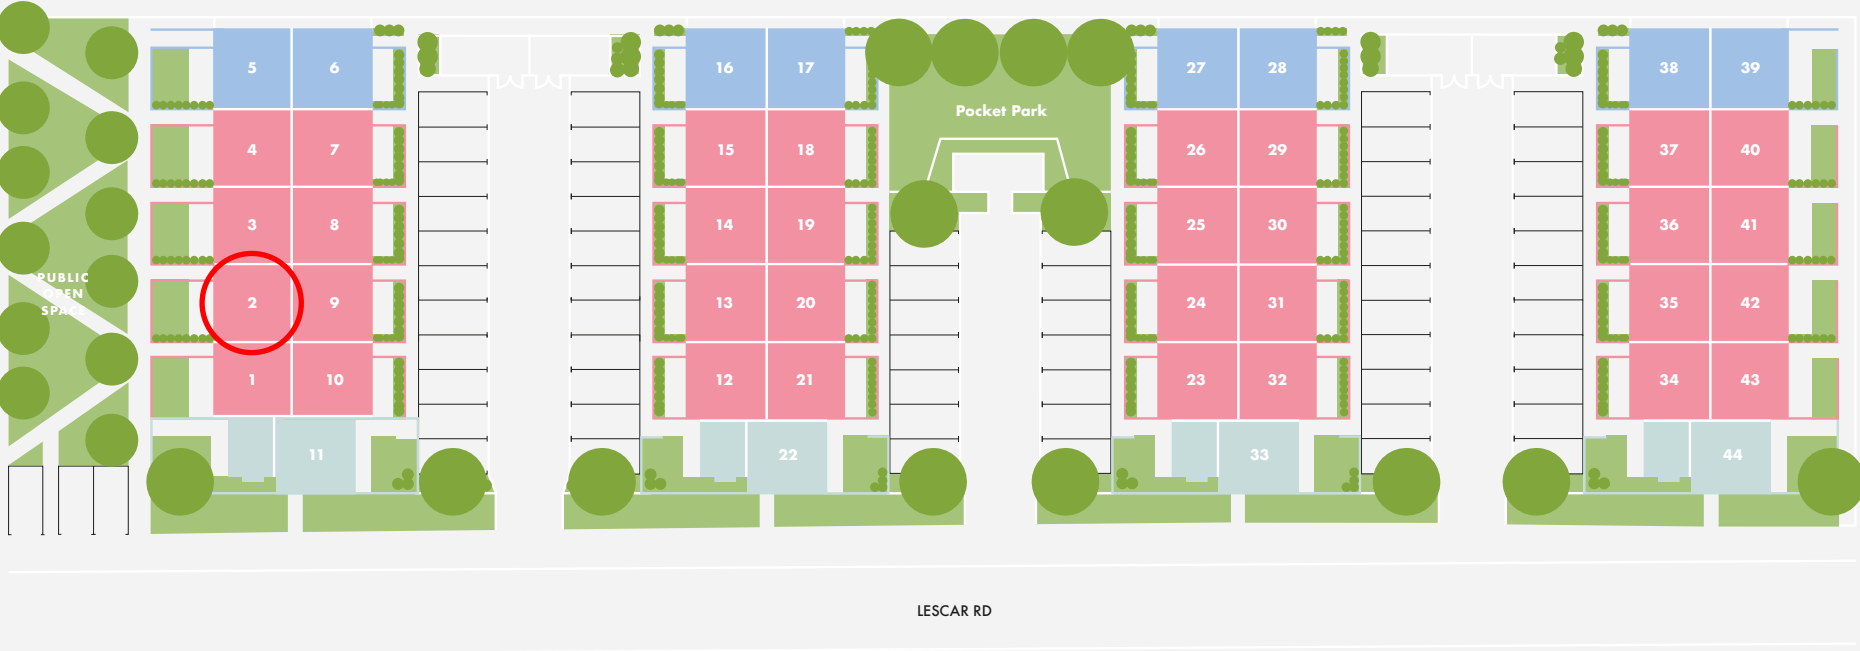 5 6 16 17 27 28 38 39
Pocket Park
4 7 15 18 26 29 37 40
3 8 14 19 25 30 36 41
PUBLIC
OPEN
SPACE
2 9 13 20 24 31 35 42
1 10 12 21 23 32 34 43
11 22 33 44
LESCAR RD